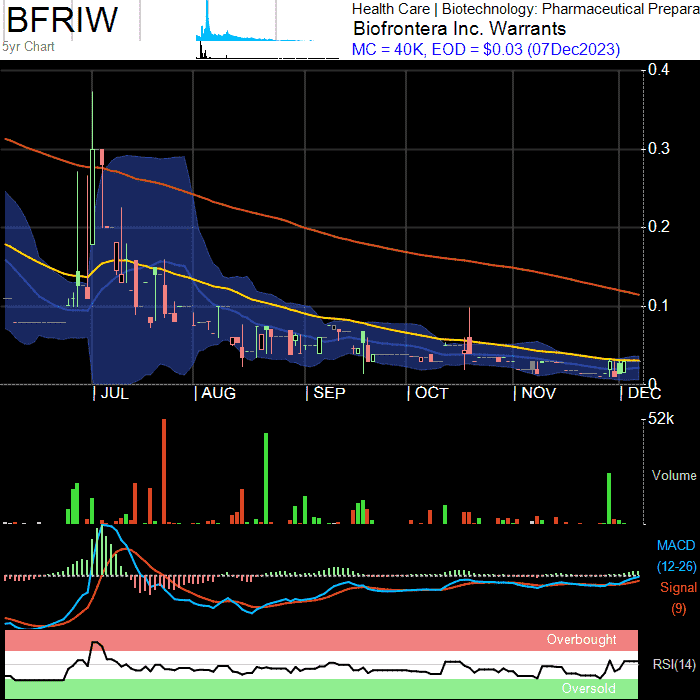 BFRIW
5yr Chart
Health Care | Biotechnology: Pharmaceutical Prepara
Biofrontera Inc. Warrants
MC = 40K, EOD = $0.03 (07Dec2023)
0.4
0.3
0.2
0.1
0
JUL AUG SEP OCT NOV DEC
52k
Volume
MACD
(12-26)
Signal
(9)
Overbought
RSI(14)
Oversold